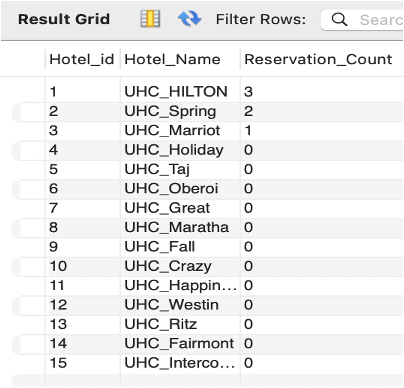 Result Grid Filter Rows: Searc
Hotel_id Hotel_Name Reservation_Count
1 UHC_HILTON 3
2 UHC_Spring 2
3 UHC_Marriot 1
4 UHC_Holiday 0
5 UHC_Taj 0
6 UHC_Oberoi 0
7 UHC_Great 0
8 UHC_Maratha 0
9 UHC_Fall 0
10 UHC_Crazy 0
11 UHC_Happin... 0
12 UHC_Westin 0
13 UHC_Ritz 0
14 UHC_Fairmont 0
15 UHC_Interco... 0